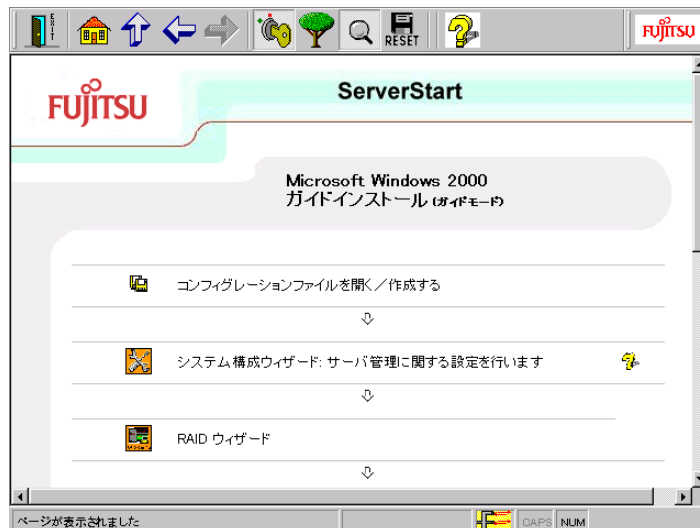 EXIT
RESET
FUJITSU
FUJITSU
ServerStart
Microsoft Windows 2000
ガイドインストール (ガイドモード)
コンフィグレーションファイルを開く／作成する
システム構成ウィザード: サーバ管理に関する設定を行います
RAID ウィザード
ページが表示されました
CAPS NUM